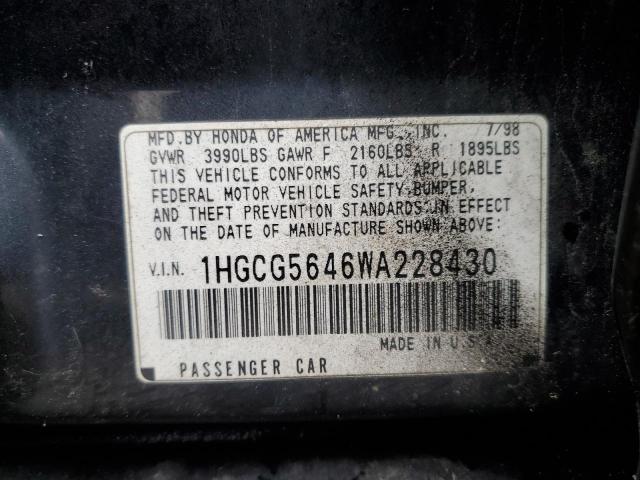 MFD. BY HONDA OF AMERICA MFG., INC. 7/98
GVWR 3990LBS GAWR F 2160LBS R 1895LBS
THIS VEHICLE CONFORMS TO ALL APPLICABLE
FEDERAL MOTOR VEHICLE SAFETY, BUMPER,
AND THEFT PREVENTION STANDARDS IN EFFECT
ON THE DATE OF MANUFACTURE SHOWN ABOVE:
V.I.N. 1HGCG5646WA228430
MADE IN U.S.A
PASSENGER CAR